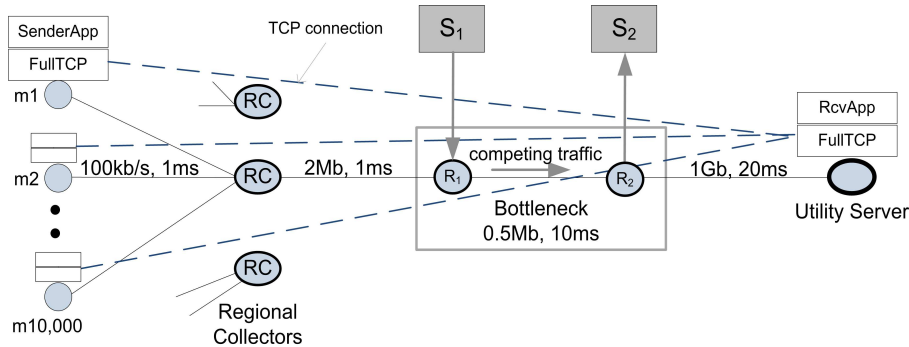 SenderApp
FullTCP
m1
TCP connection
S1
S2
RC
RcvApp
FullTCP
m2
100kb/s, 1ms
RC
2Mb, 1ms
R1
competing traffic
R2
1Gb, 20ms
Utility Server
Bottleneck
0.5Mb, 10ms
RC
m10,000
Regional
Collectors